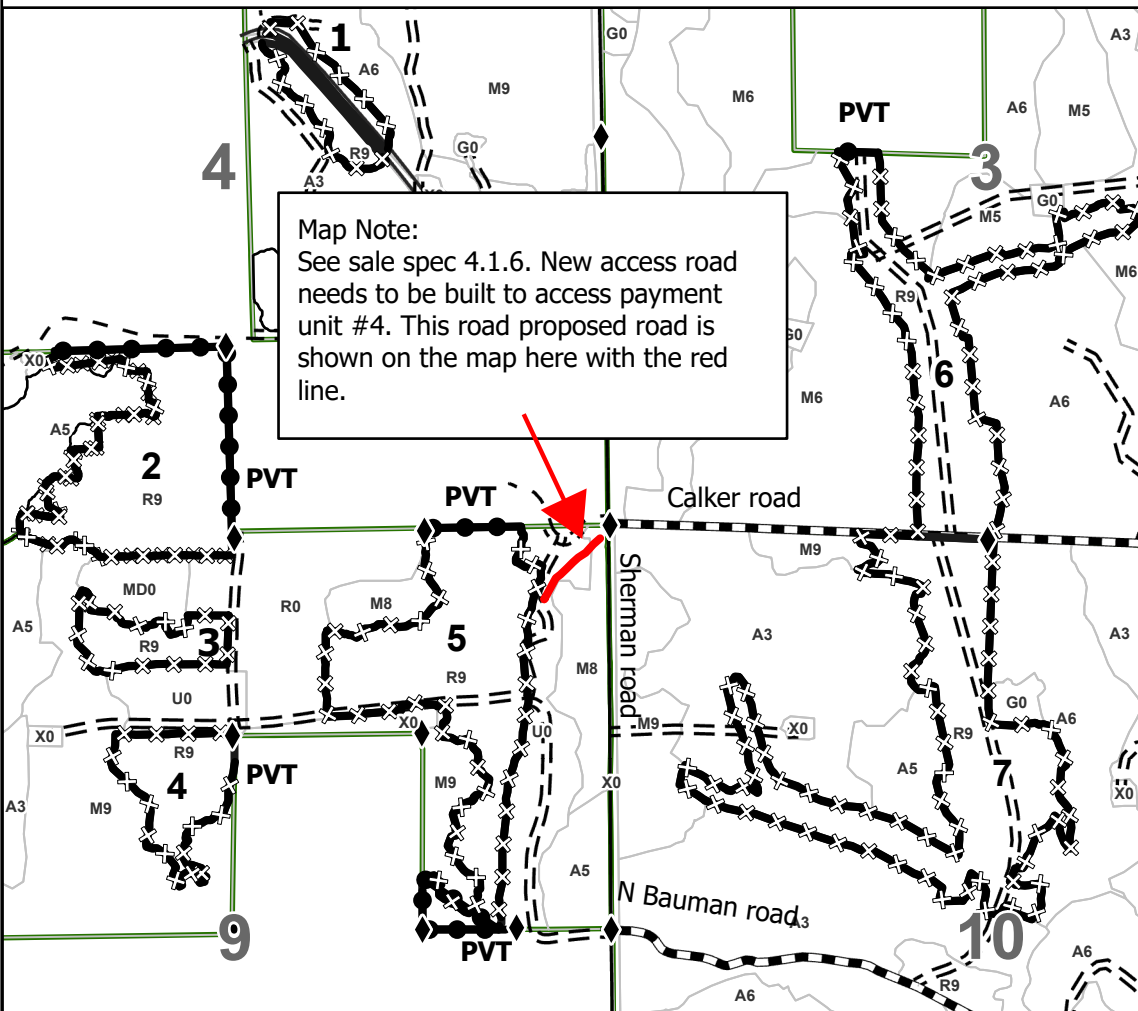 1
G0
A3
A6
M9
M6
A6
M5
PVT
4
G0
R9
3
A3
G0
M5
Map Note:
See sale spec 4.1.6. New access road
needs to be built to access payment
unit #4. This road proposed road is
shown on the map here with the red
line.
M6
R9
G0
X0
6
M6
A6
A5
2
R9
PVT
PVT
Calker road
M9
Sherman road
MD0
R0
M8
A5
R9
3
5
A3
A3
M8
R9
U0
X0
R9
X0
U0
M9
X0
G0
A6
R9
PVT
4
M9
M9
A5
7
X0
X0
A3
A5
N Bauman road
A3
9
PVT
10
A6
R9
A6